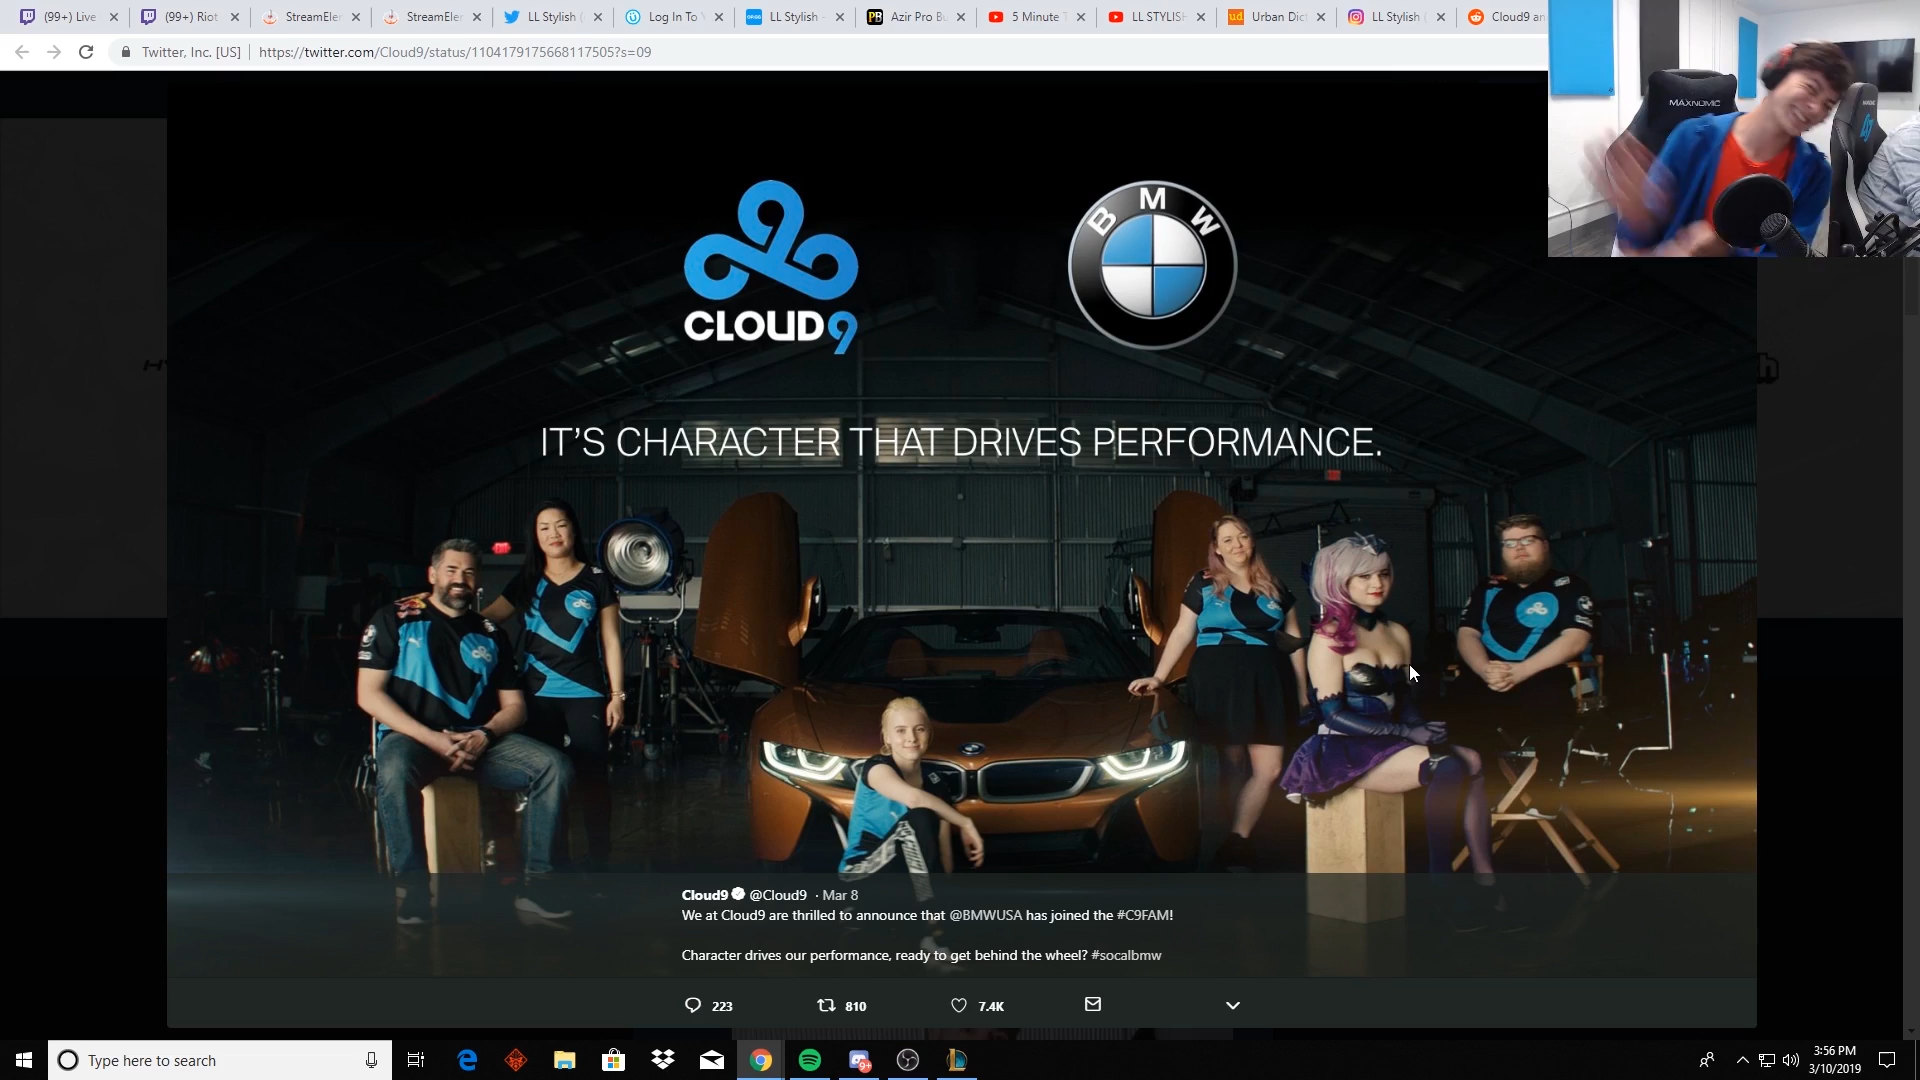 (99+) Live
(99+) Riot
StreamEle
StreamEle
LL Stylish (
Log In To
LL Stylish -
Azir Pro Bu
5 Minute T
LL STYLISH
Urban Dict
LL Stylish (
Cloud9 an
Twitter, Inc. [US]
https://twitter.com/Cloud9/status/1104179175668117505?s=09
MAXNOMIC
CLOUD9
BMW
IT'S CHARACTER THAT DRIVES PERFORMANCE.
Cloud9 @Cloud9 · Mar 8
We at Cloud9 are thrilled to announce that @BMWUSA has joined the #C9FAM!
Character drives our performance, ready to get behind the wheel? #socalbmw
223 810 7.4K
Type here to search
9+
3:56 PM
3/10/2019